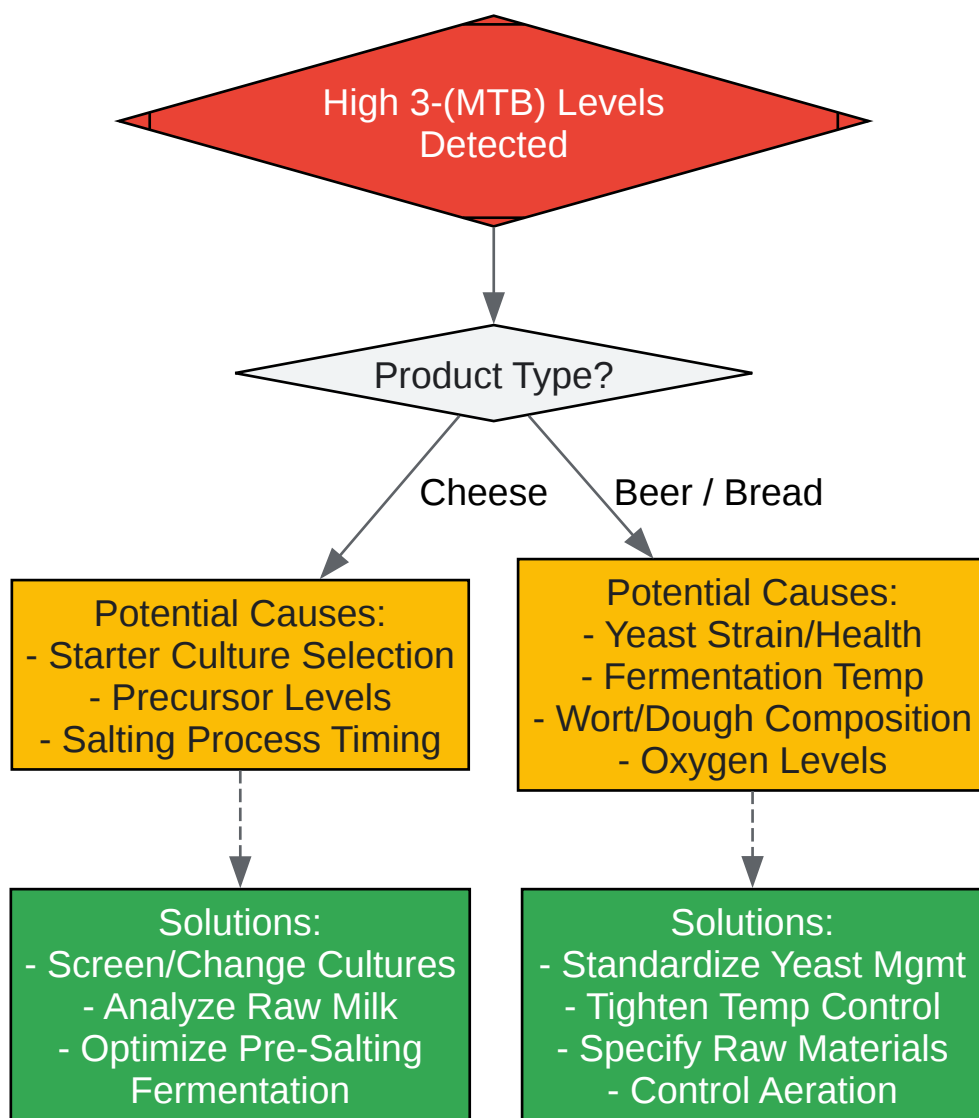 High 3-(MTB) Levels
Detected
Product Type?
Cheese
Beer / Bread
Potential Causes:
- Starter Culture Selection
- Precursor Levels
- Salting Process Timing
Potential Causes:
- Yeast Strain/Health
- Fermentation Temp
- Wort/Dough Composition
- Oxygen Levels
Solutions:
- Screen/Change Cultures
- Analyze Raw Milk
- Optimize Pre-Salting
Fermentation
Solutions:
- Standardize Yeast Mgmt
- Tighten Temp Control
- Specify Raw Materials
- Control Aeration